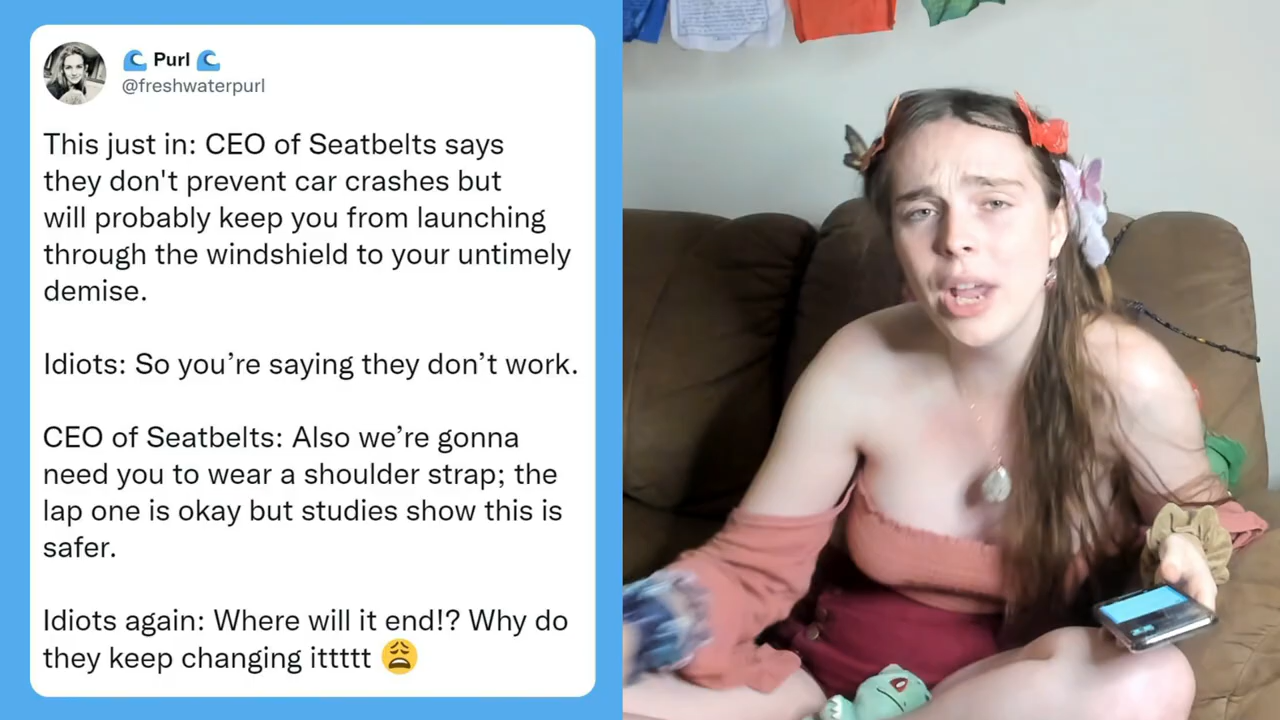 🌊 Purl 🌊
@freshwaterpurl
This just in: CEO of Seatbelts says
they don't prevent car crashes but
will probably keep you from launching
through the windshield to your untimely
demise.
Idiots: So you’re saying they don’t work.
CEO of Seatbelts: Also we’re gonna
need you to wear a shoulder strap; the
lap one is okay but studies show this is
safer.
Idiots again: Where will it end!? Why do
they keep changing ittttt 😩